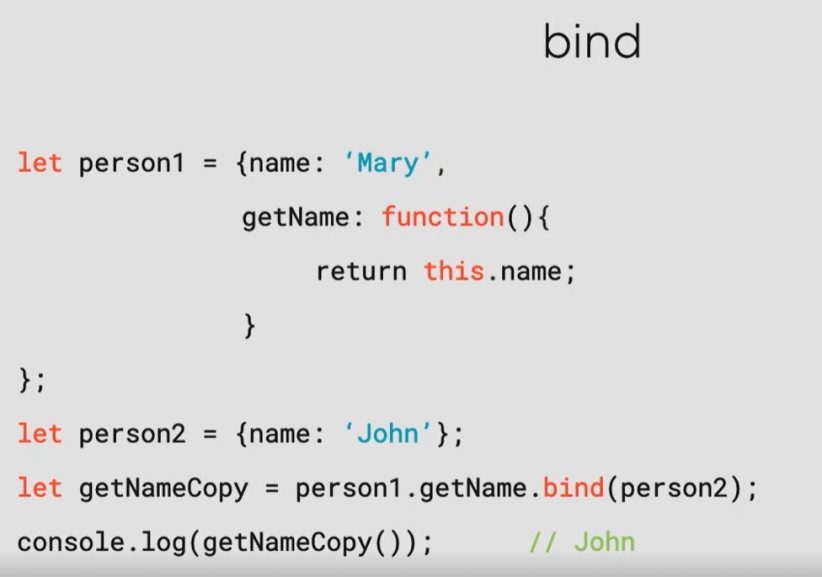 bind
let person1 = {name: ‘Mary’,
getName: function(){
return this.name;
}
};
let person2 = {name: ‘John’};
let getNameCopy = person1.getName.bind(person2);
console.log(getNameCopy()); // John